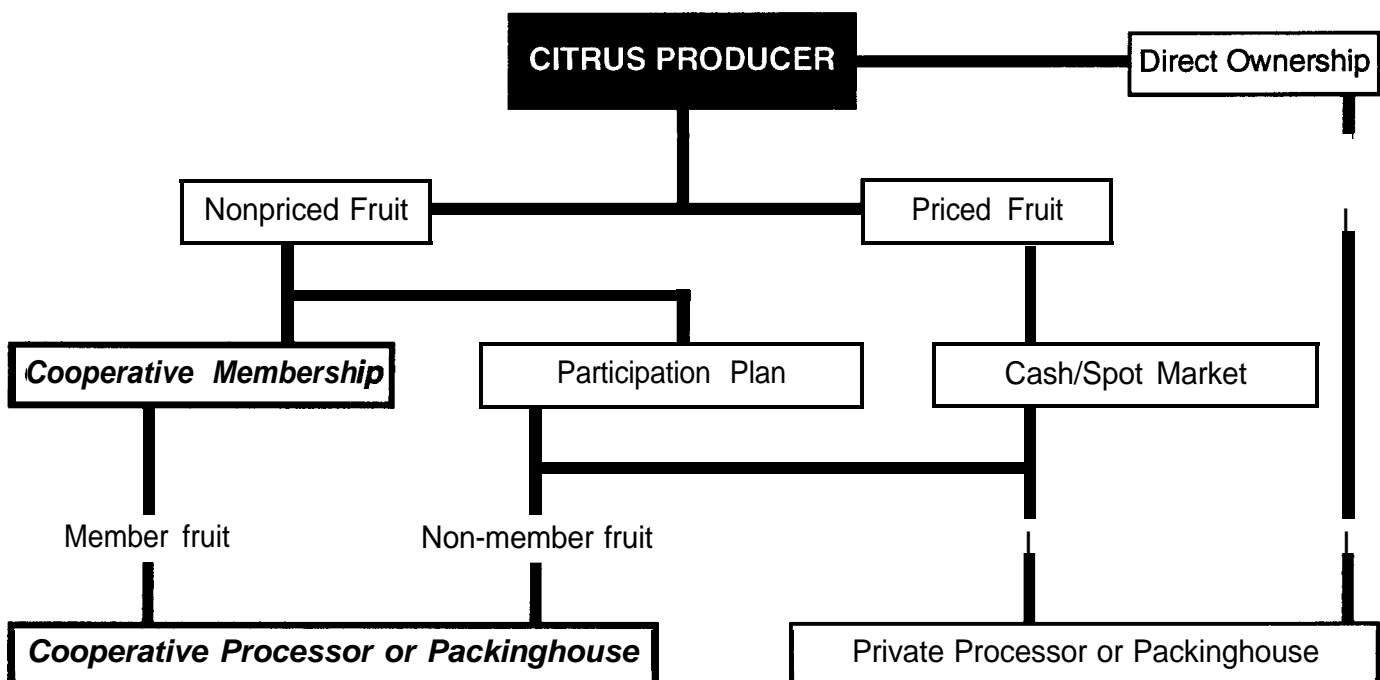 CITRUS PRODUCER
Direct Ownership
Nonpriced Fruit
Priced Fruit
Cooperative Membership
Participation Plan
Cash/Spot Market
Member fruit
Non-member fruit
Cooperative Processor or Packinghouse
Private Processor or Packinghouse